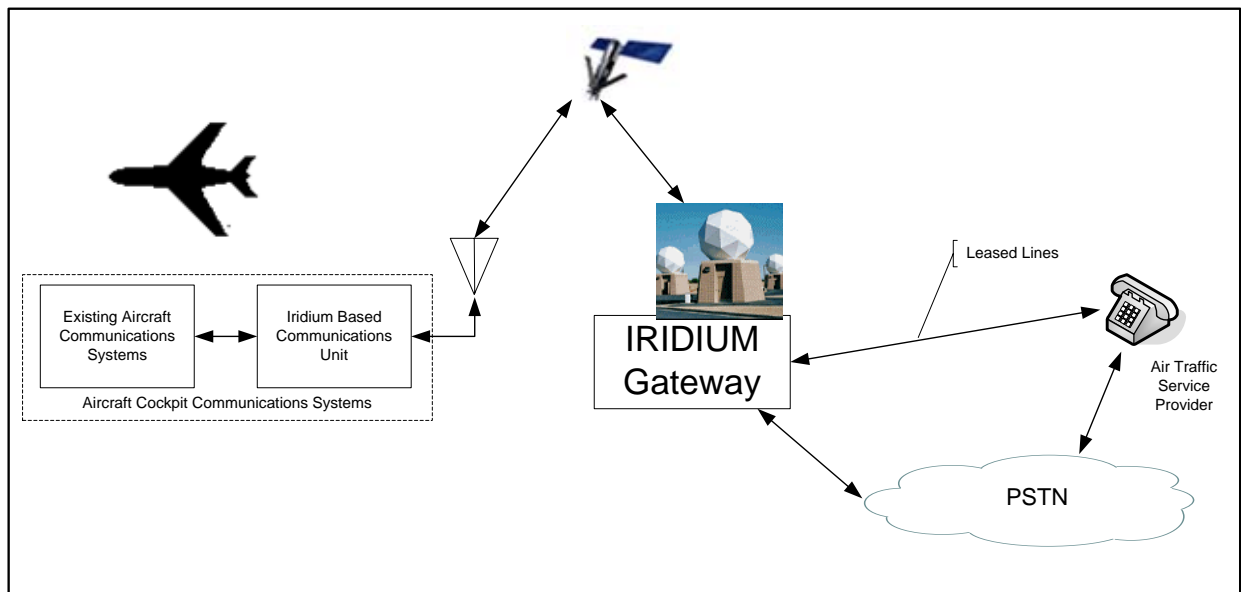 Existing Aircraft
Communications
Systems
Iridium Based
Communications
Unit
Aircraft Cockpit Communications Systems
IRIDIUM
Gateway
Leased Lines
Air Traffic
Service
Provider
PSTN